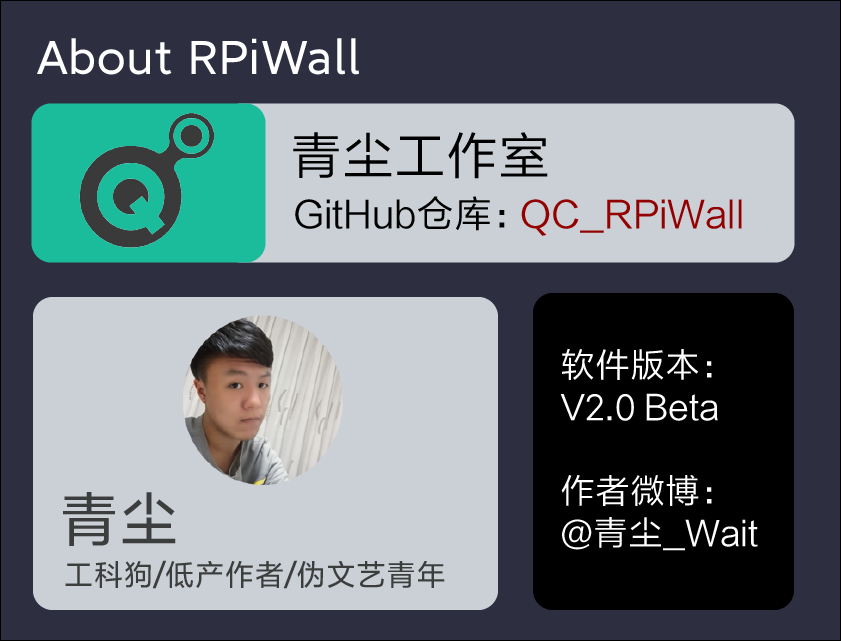 About RPiWall
青尘工作室
GitHub仓库：QC_RPiWall
青尘
工科狗/低产作者/伪文艺青年
软件版本：
V2.0 Beta
作者微博：
@青尘_Wait